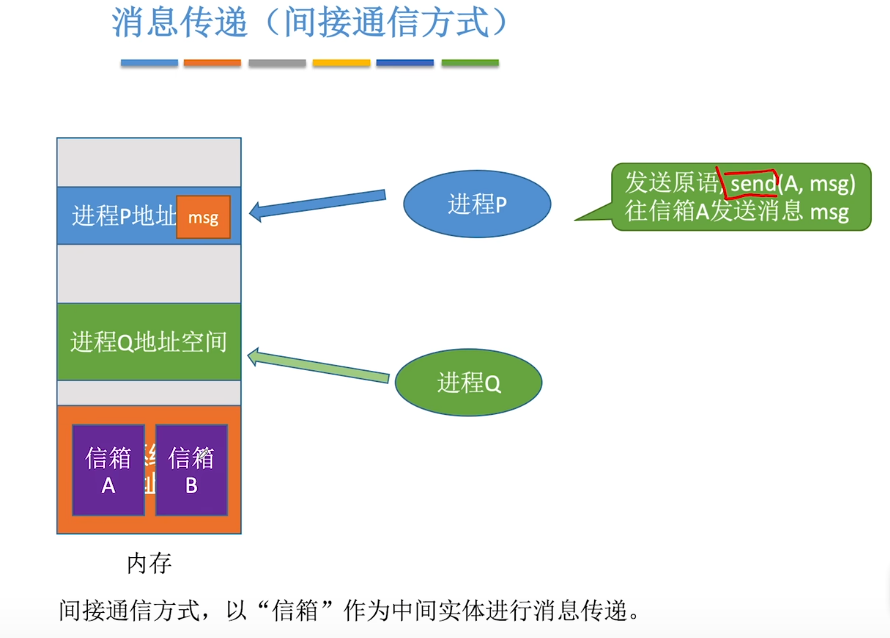 消息传递（间接通信方式）
进程P地址
msg
进程P
发送原语 send(A, msg)
往信箱A发送消息 msg
进程Q地址空间
进程Q
信箱
A
信箱
B
内存
间接通信方式，以“信箱”作为中间实体进行消息传递。